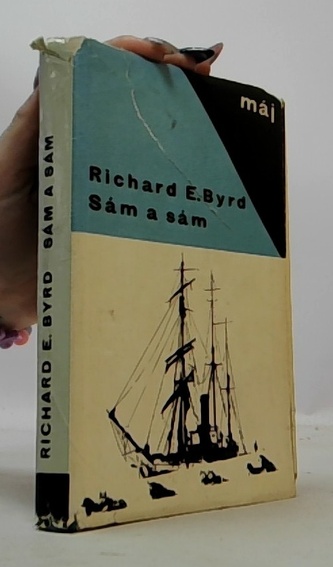 máj
Richard E. Byrd
Sám a sám
RICHARD E. BYRD SÁM A SÁM